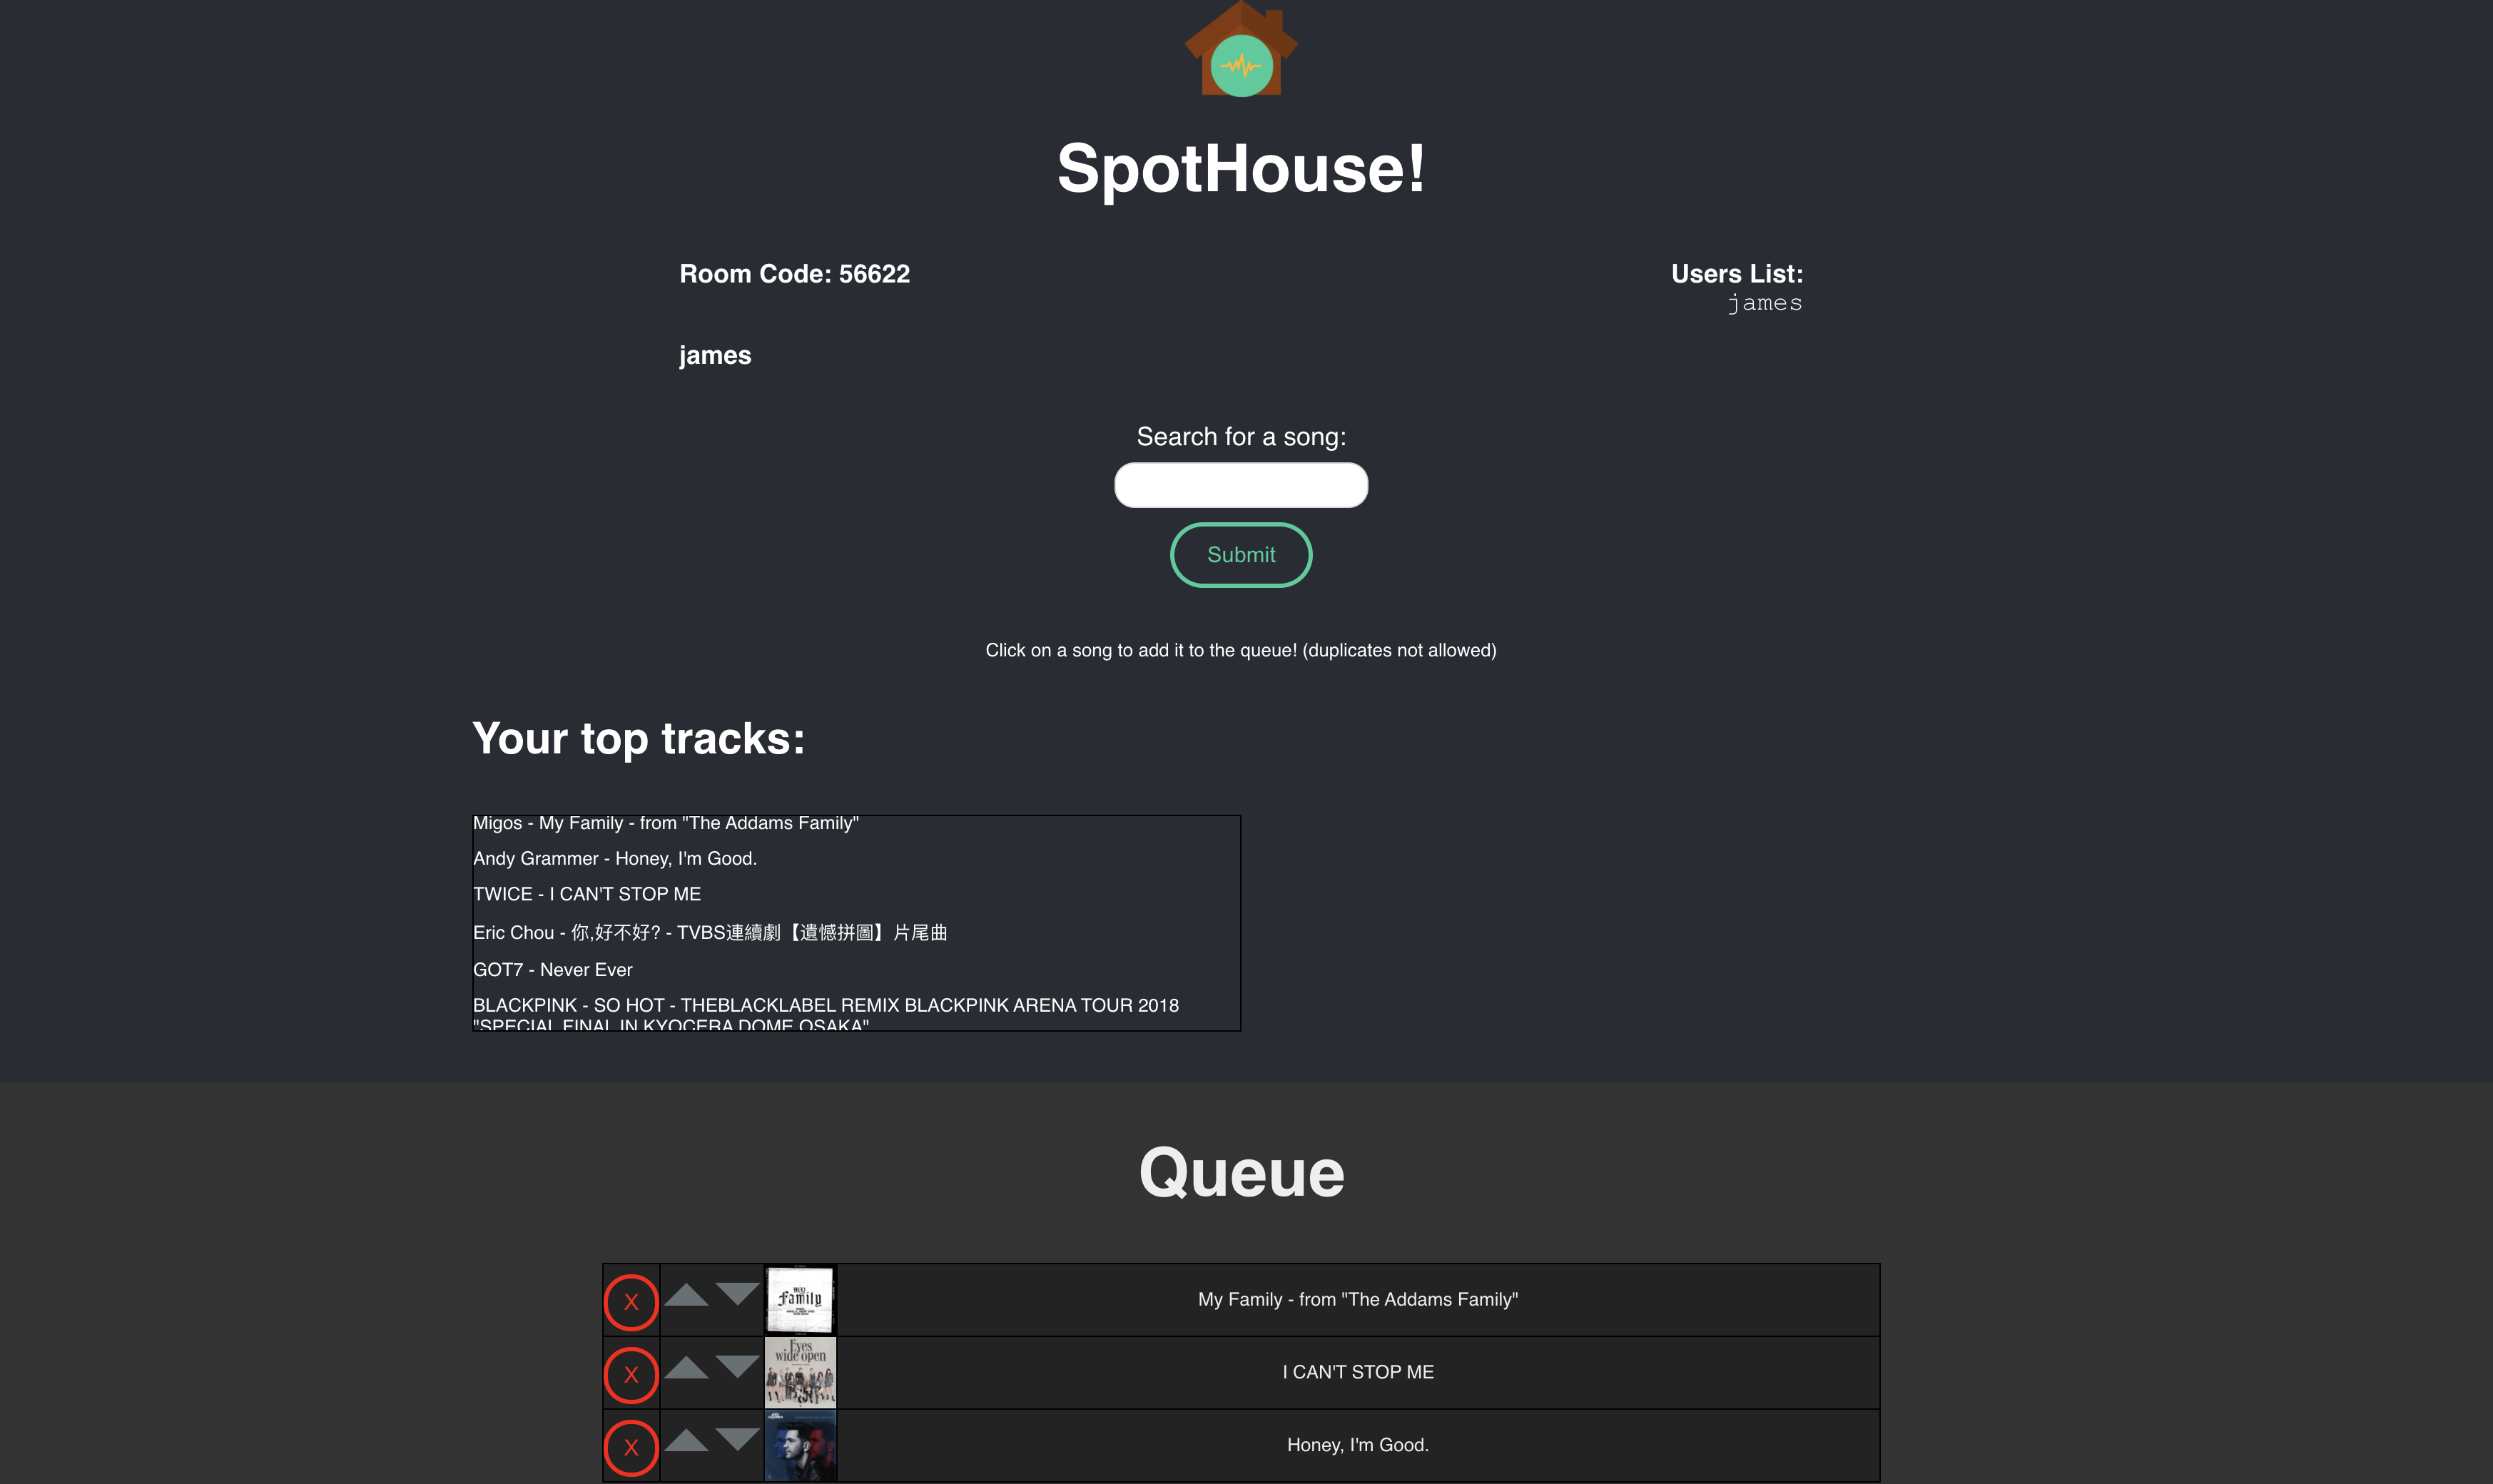 SpotHouse!
Room Code: 56622
Users List:
james
james
Search for a song:
Submit
Click on a song to add it to the queue! (duplicates not allowed)
Your top tracks:
Migos - My Family - from "The Addams Family"
Andy Grammer - Honey, I'm Good.
TWICE - I CAN'T STOP ME
Eric Chou - 你,好不好? - TVBS連續劇【遺憾拼圖】片尾曲
GOT7 - Never Ever
BLACKPINK - SO HOT - THEBLACKLABEL REMIX BLACKPINK ARENA TOUR 2018
"SPECIAL FINAL IN KYOCERA DOME OSAKA"
Queue
X
Family
My Family - from "The Addams Family"
X
Eyes
wide open
I CAN'T STOP ME
X
Honey, I'm Good.